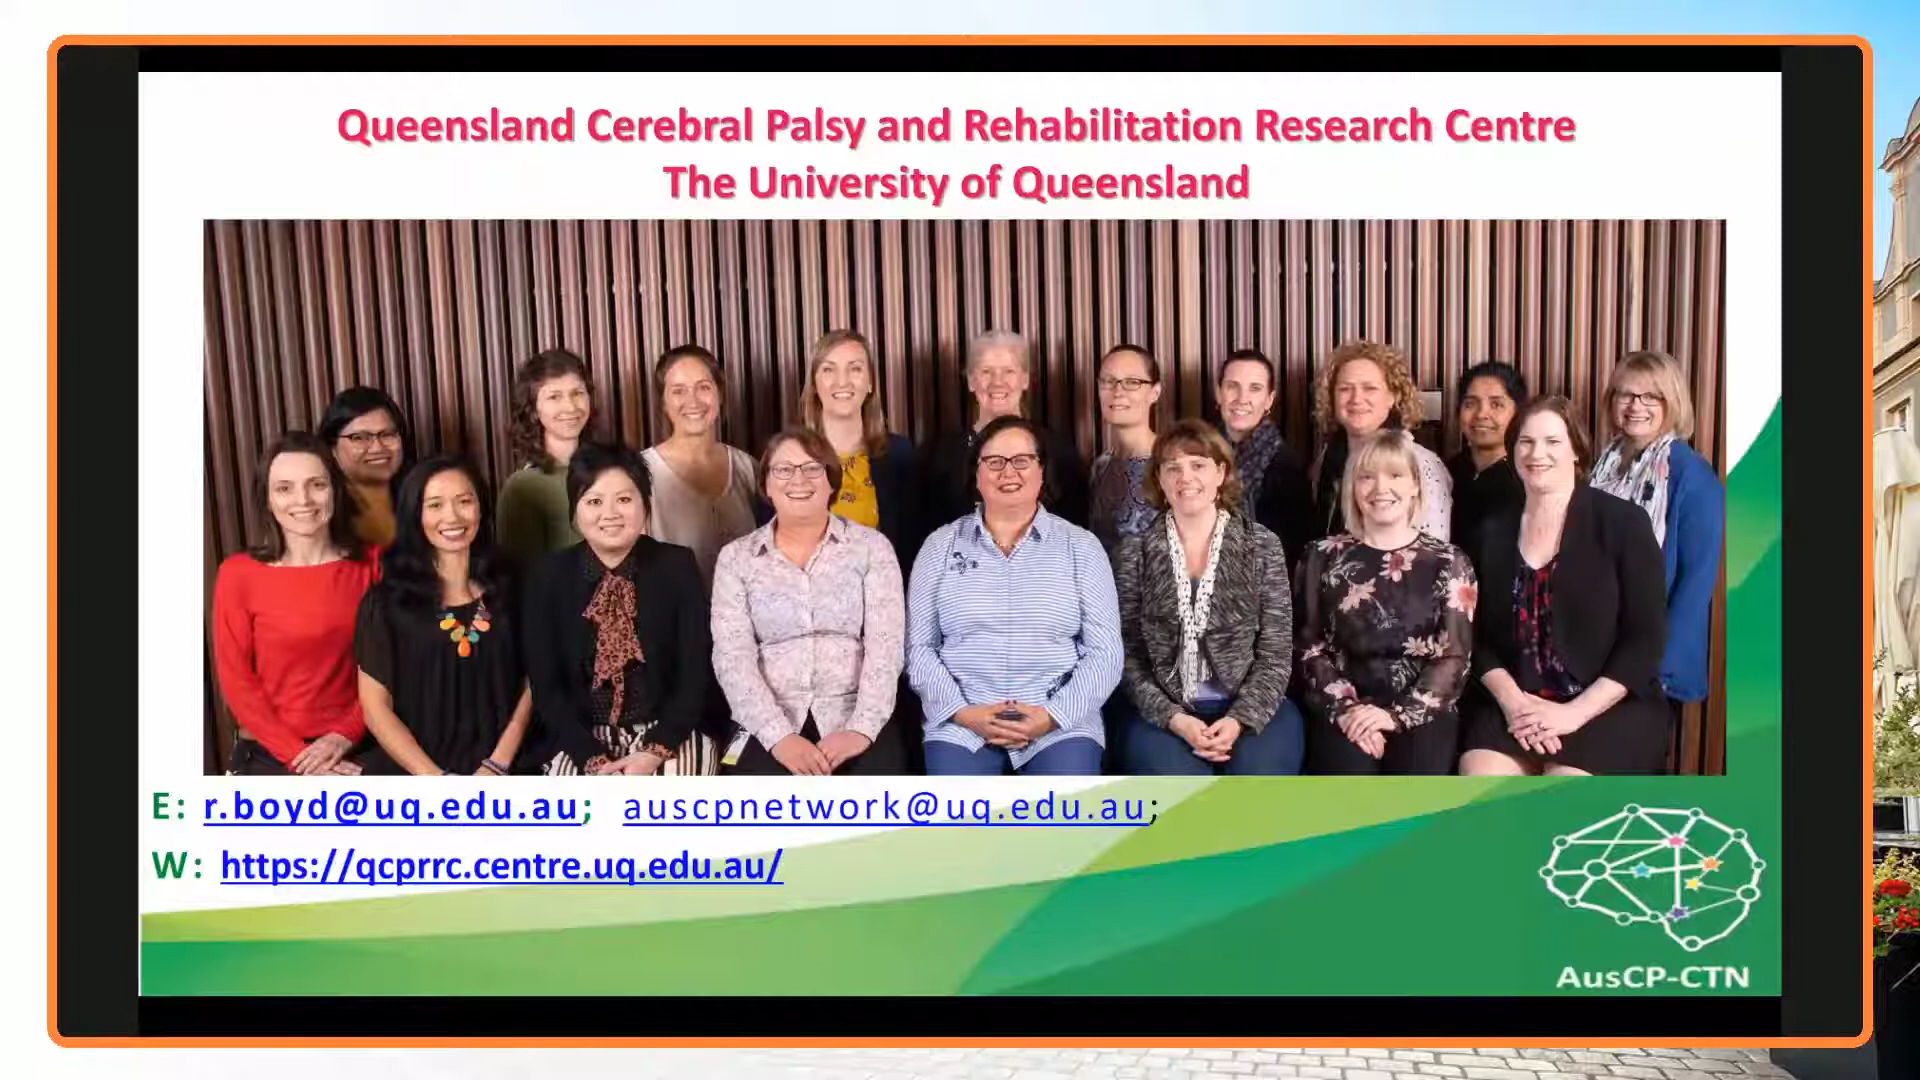 Queensland Cerebral Palsy and Rehabilitation Research Centre
The University of Queensland
E: r.boyd@uq.edu.au; auscpnetwork@uq.edu.au;
W: https://qcprrc.centre.uq.edu.au/
AusCP-CTN